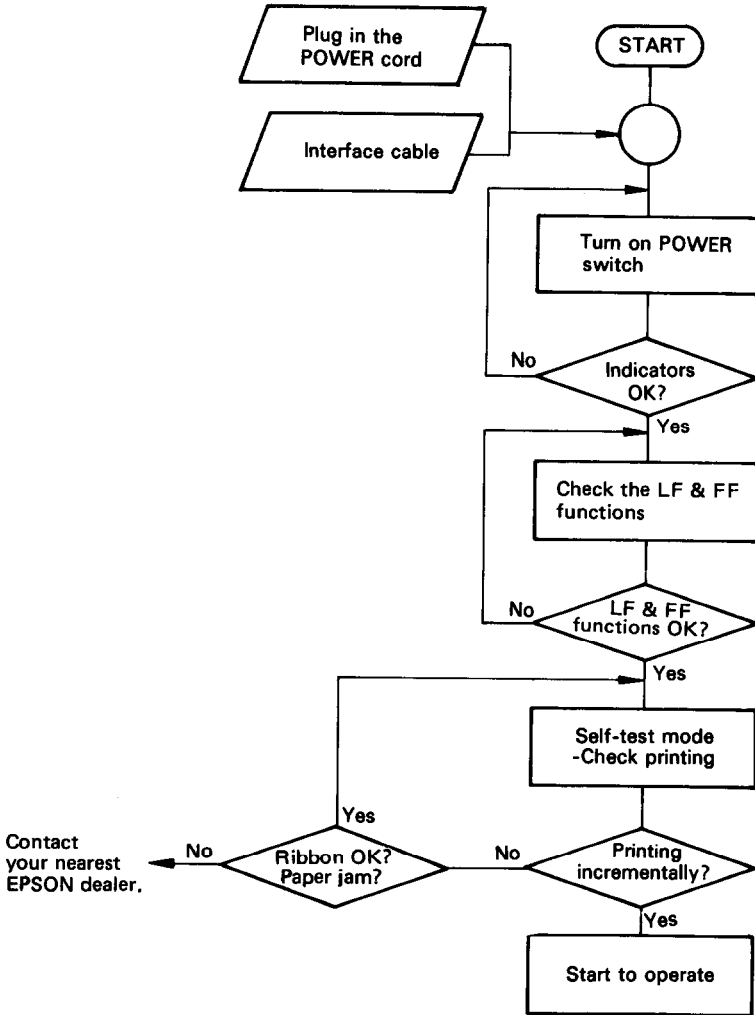 Plug in the
POWER cord
START
Interface cable
Turn on POWER
switch
No
Indicators
OK?
Yes
Check the LF & FF
functions
No
LF & FF
functions OK?
Yes
Self-test mode
-Check printing
Yes
Contact
your nearest
EPSON dealer.
No
Ribbon OK?
Paper jam?
No
Printing
incrementally?
Yes
Start to operate